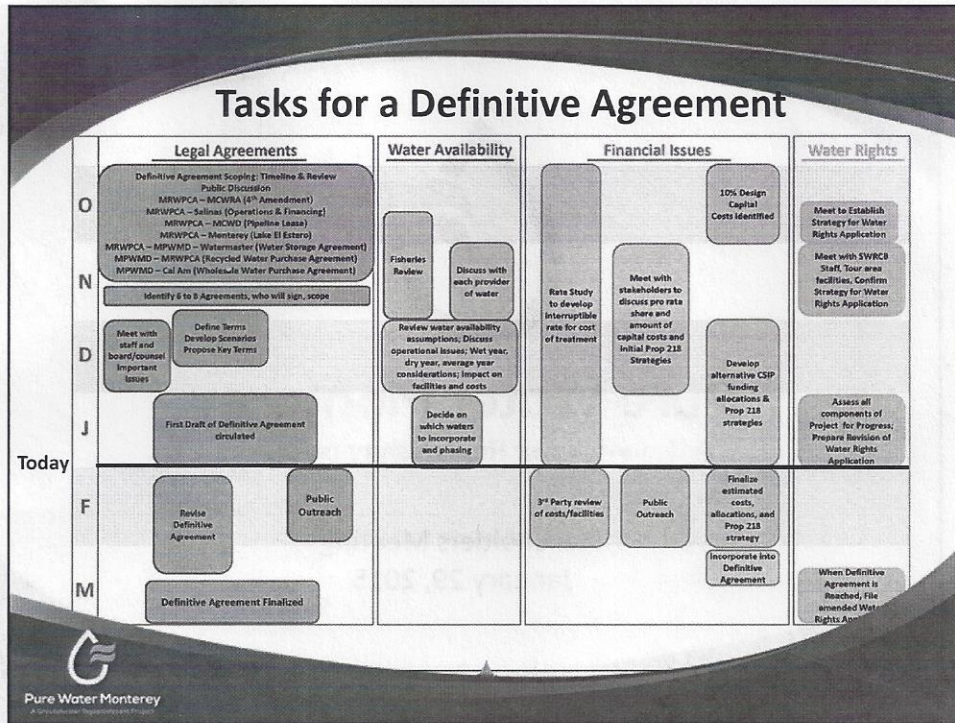 Tasks for a Definitive Agreement
Legal Agreements
Water Availability
Financial Issues
Water Rights
O
N
D
J
Today
F
M
Definitive Agreement Scoping: Timeline & Review
Public Discussion
MRWPCA – MCWRA (4th Amendment)
MRWPCA – Salinas (Operations & Financing)
MRWPCA – MCWD (Pipeline Lease)
MRWPCA – Monterey (Lake El Estero)
MRWPCA – MPWMD – Watermaster (Water Storage Agreement)
MPWMD – MRWPCA (Recycled Water Purchase Agreement)
MPWMD – Cal Am (Wholesale Water Purchase Agreement)
Identify 6 to 8 Agreements, who will sign, scope
Meet with
staff and
board/counsel
Important
Issues
Define Terms
Develop Scenarios
Propose Key Terms
First Draft of Definitive Agreement
circulated
Revise
Definitive
Agreement
Public
Outreach
Definitive Agreement Finalized
Fisheries
Review
Discuss with
each provider
of water
Review water availability
assumptions; Discuss
operational issues; Wet year,
dry year, average year
considerations; Impact on
facilities and costs
Decide on
which waters
to incorporate
and phasing
Rate Study
to develop
interruptible
rate for cost
of treatment
Meet with
stakeholders to
discuss pro rate
share and
amount of
capital costs and
initial Prop 218
Strategies
10% Design
Capital
Costs Identified
Develop
alternative CSIP
funding
allocations &
Prop 218
strategies
3rd Party review
of costs/facilities
Public
Outreach
Finalize
estimated
costs,
allocations,
and Prop 218
strategy
Incorporate into
Definitive
Agreement
Meet to Establish
Strategy for Water
Rights Application
Meet with SWRCB
Staff, Tour area
facilities, Confirm
Strategy for Water
Rights Application
Assess all
components of
Project for Progress;
Prepare Revision of
Water Rights
Application
When Definitive
Agreement is
Reached, File
amended Water
Rights
Pure Water Monterey
A Groundwater Replenishment Project
holders Meeting
January 29, 2015